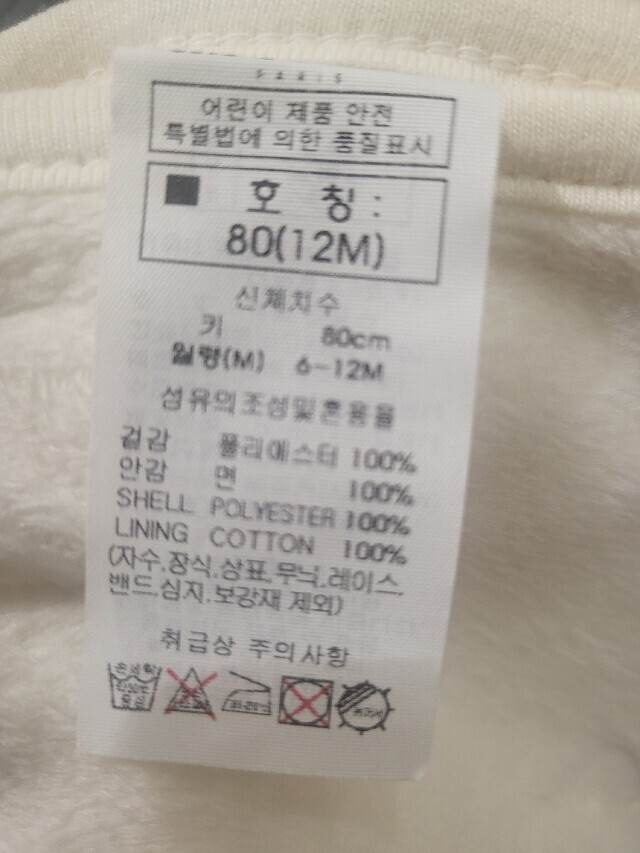 PARIS
어린이 제품 안전
특별법에 의한 품질표시
호 칭 :
80(12M)
신체치수
키 80cm
월령(M) 6-12M
섬유의조성및혼용율
겉감 폴리에스터 100%
안감 면 100%
SHELL POLYESTER 100%
LINING COTTON 100%
(자수.장식.상표.무늬.레이스.
밴드.심지.보강재 제외)
취급상 주의사항
손세탁